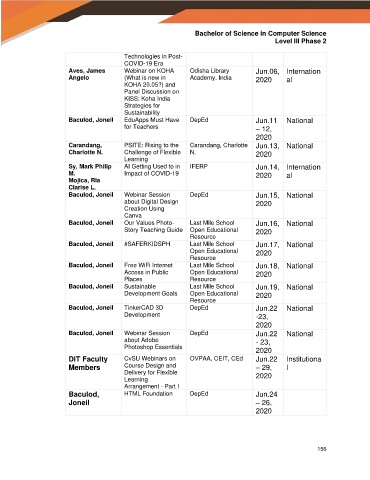 Bachelor of Science in Computer Science
Level III Phase 2
Technologies in Post-
COVID-19 Era
Aves, James
Angelo
Webinar on KOHA
(What is new in
KOHA 20.05?) and
Panel Discussion on
KISS: Koha India
Strategies for
Sustainability
Odisha Library
Academy, India
Jun.06,
2020
Internation
al
Baculod, Joneil
EduApps Must Have
for Teachers
DepEd
Jun.11
– 12,
2020
National
Carandang,
Charlotte N.
PSITE: Rising to the
Challenge of Flexible
Learning
Carandang, Charlotte
N.
Jun.13,
2020
National
Sy, Mark Philip
M.
Mojica, Ria
Clarise L.
AI Getting Used to in
Impact of COVID-19
IFERP
Jun.14,
2020
Internation
al
Baculod, Joneil
Webinar Session
about Digital Design
Creation Using
Canva
DepEd
Jun.15,
2020
National
Baculod, Joneil
Our Values Photo-
Story Teaching Guide
Last Mile School
Open Educational
Resource
Jun.16,
2020
National
Baculod, Joneil
#SAFERKIDSPH
Last Mile School
Open Educational
Resource
Jun.17,
2020
National
Baculod, Joneil
Free WiFi Internet
Access in Public
Places
Last Mile School
Open Educational
Resource
Jun.18,
2020
National
Baculod, Joneil
Sustainable
Development Goals
Last Mile School
Open Educational
Resource
Jun.19,
2020
National
Baculod, Joneil
TinkerCAD 3D
Development
DepEd
Jun.22
-23,
2020
National
Baculod, Joneil
Webinar Session
about Adobe
Photoshop Essentials
DepEd
Jun.22
- 23,
2020
National
DIT Faculty
Members
CvSU Webinars on
Course Design and
Delivery for Flexible
Learning
Arrangement - Part I
OVPAA, CEIT, CEd
Jun.22
– 29,
2020
Institutiona
l
Baculod,
Joneil
HTML Foundation
DepEd
Jun.24
– 26,
2020
156